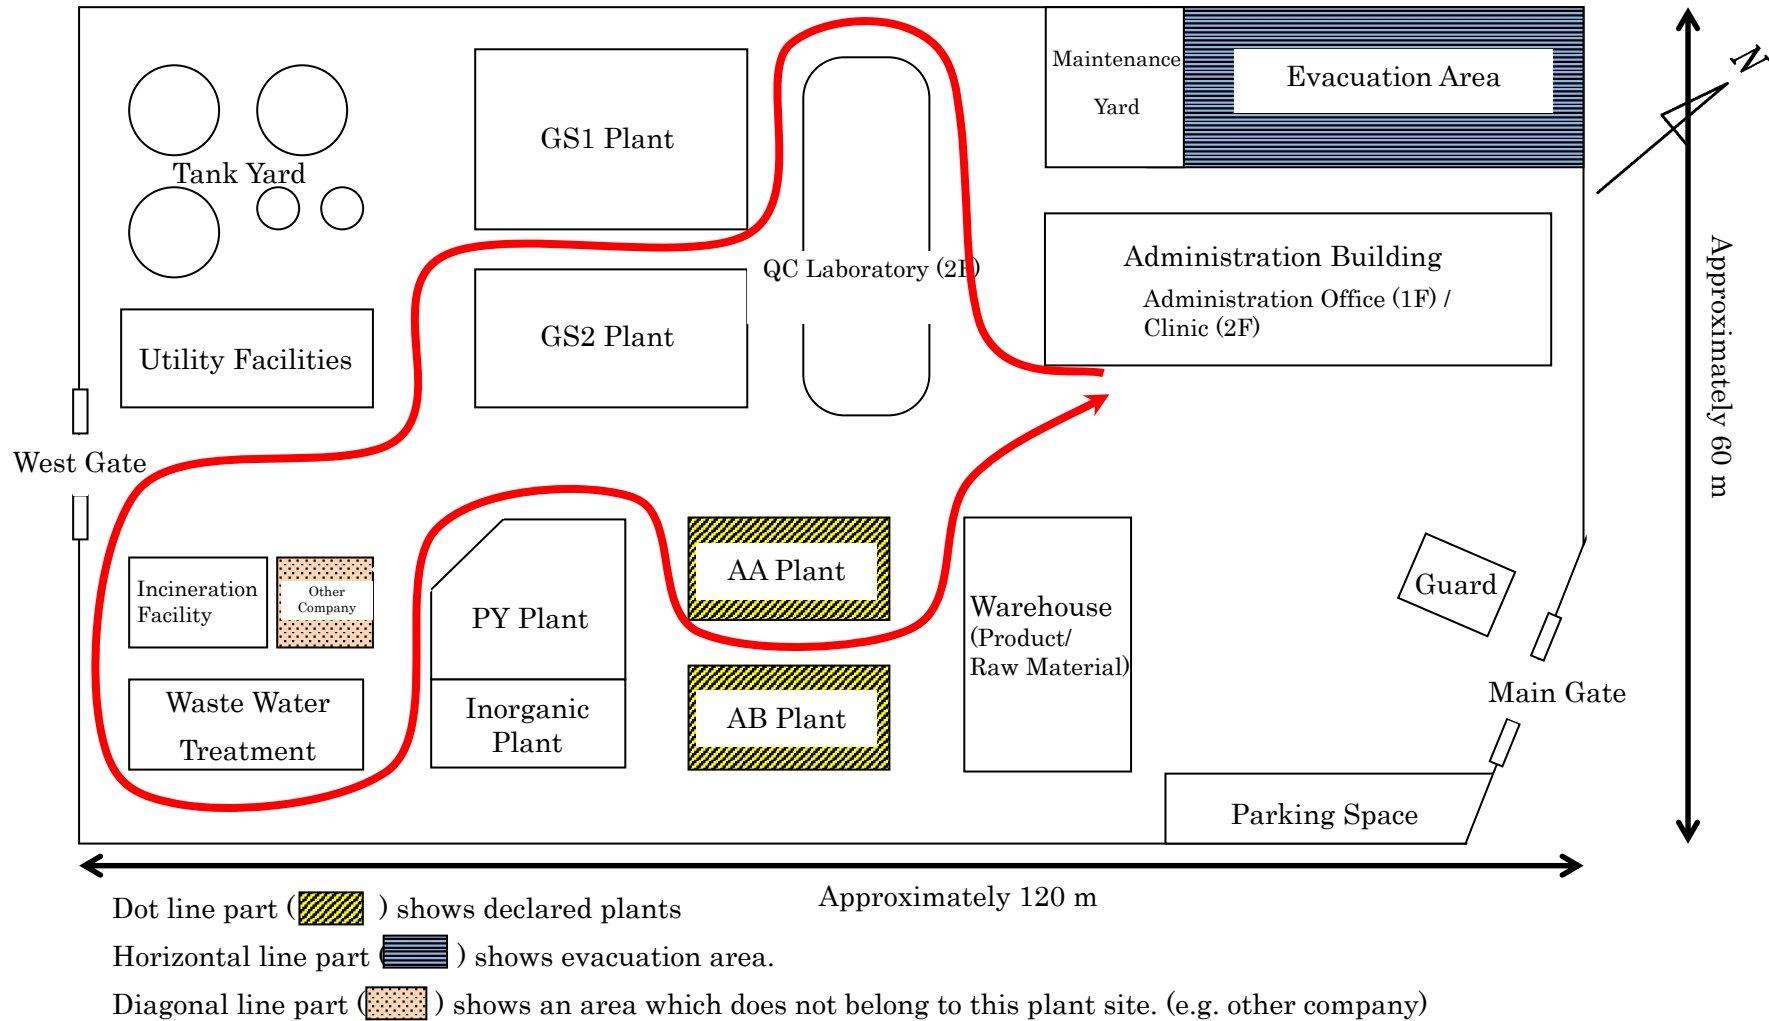 N
Maintenance
Yard
Evacuation Area
GS1 Plant
Tank Yard
QC Laboratory (2F)
Administration Building
Administration Office (1F) /
Clinic (2F)
GS2 Plant
Utility Facilities
Approximately 60 m
West Gate
Incineration
Facility
Other
Company
PY Plant
AA Plant
Warehouse
(Product/
Raw Material)
Guard
Waste Water
Treatment
Inorganic
Plant
AB Plant
Main Gate
Parking Space
Approximately 120 m
Dot line part ( ) shows declared plants
Horizontal line part ( ) shows evacuation area.
Diagonal line part ( ) shows an area which does not belong to this plant site. (e.g. other company)